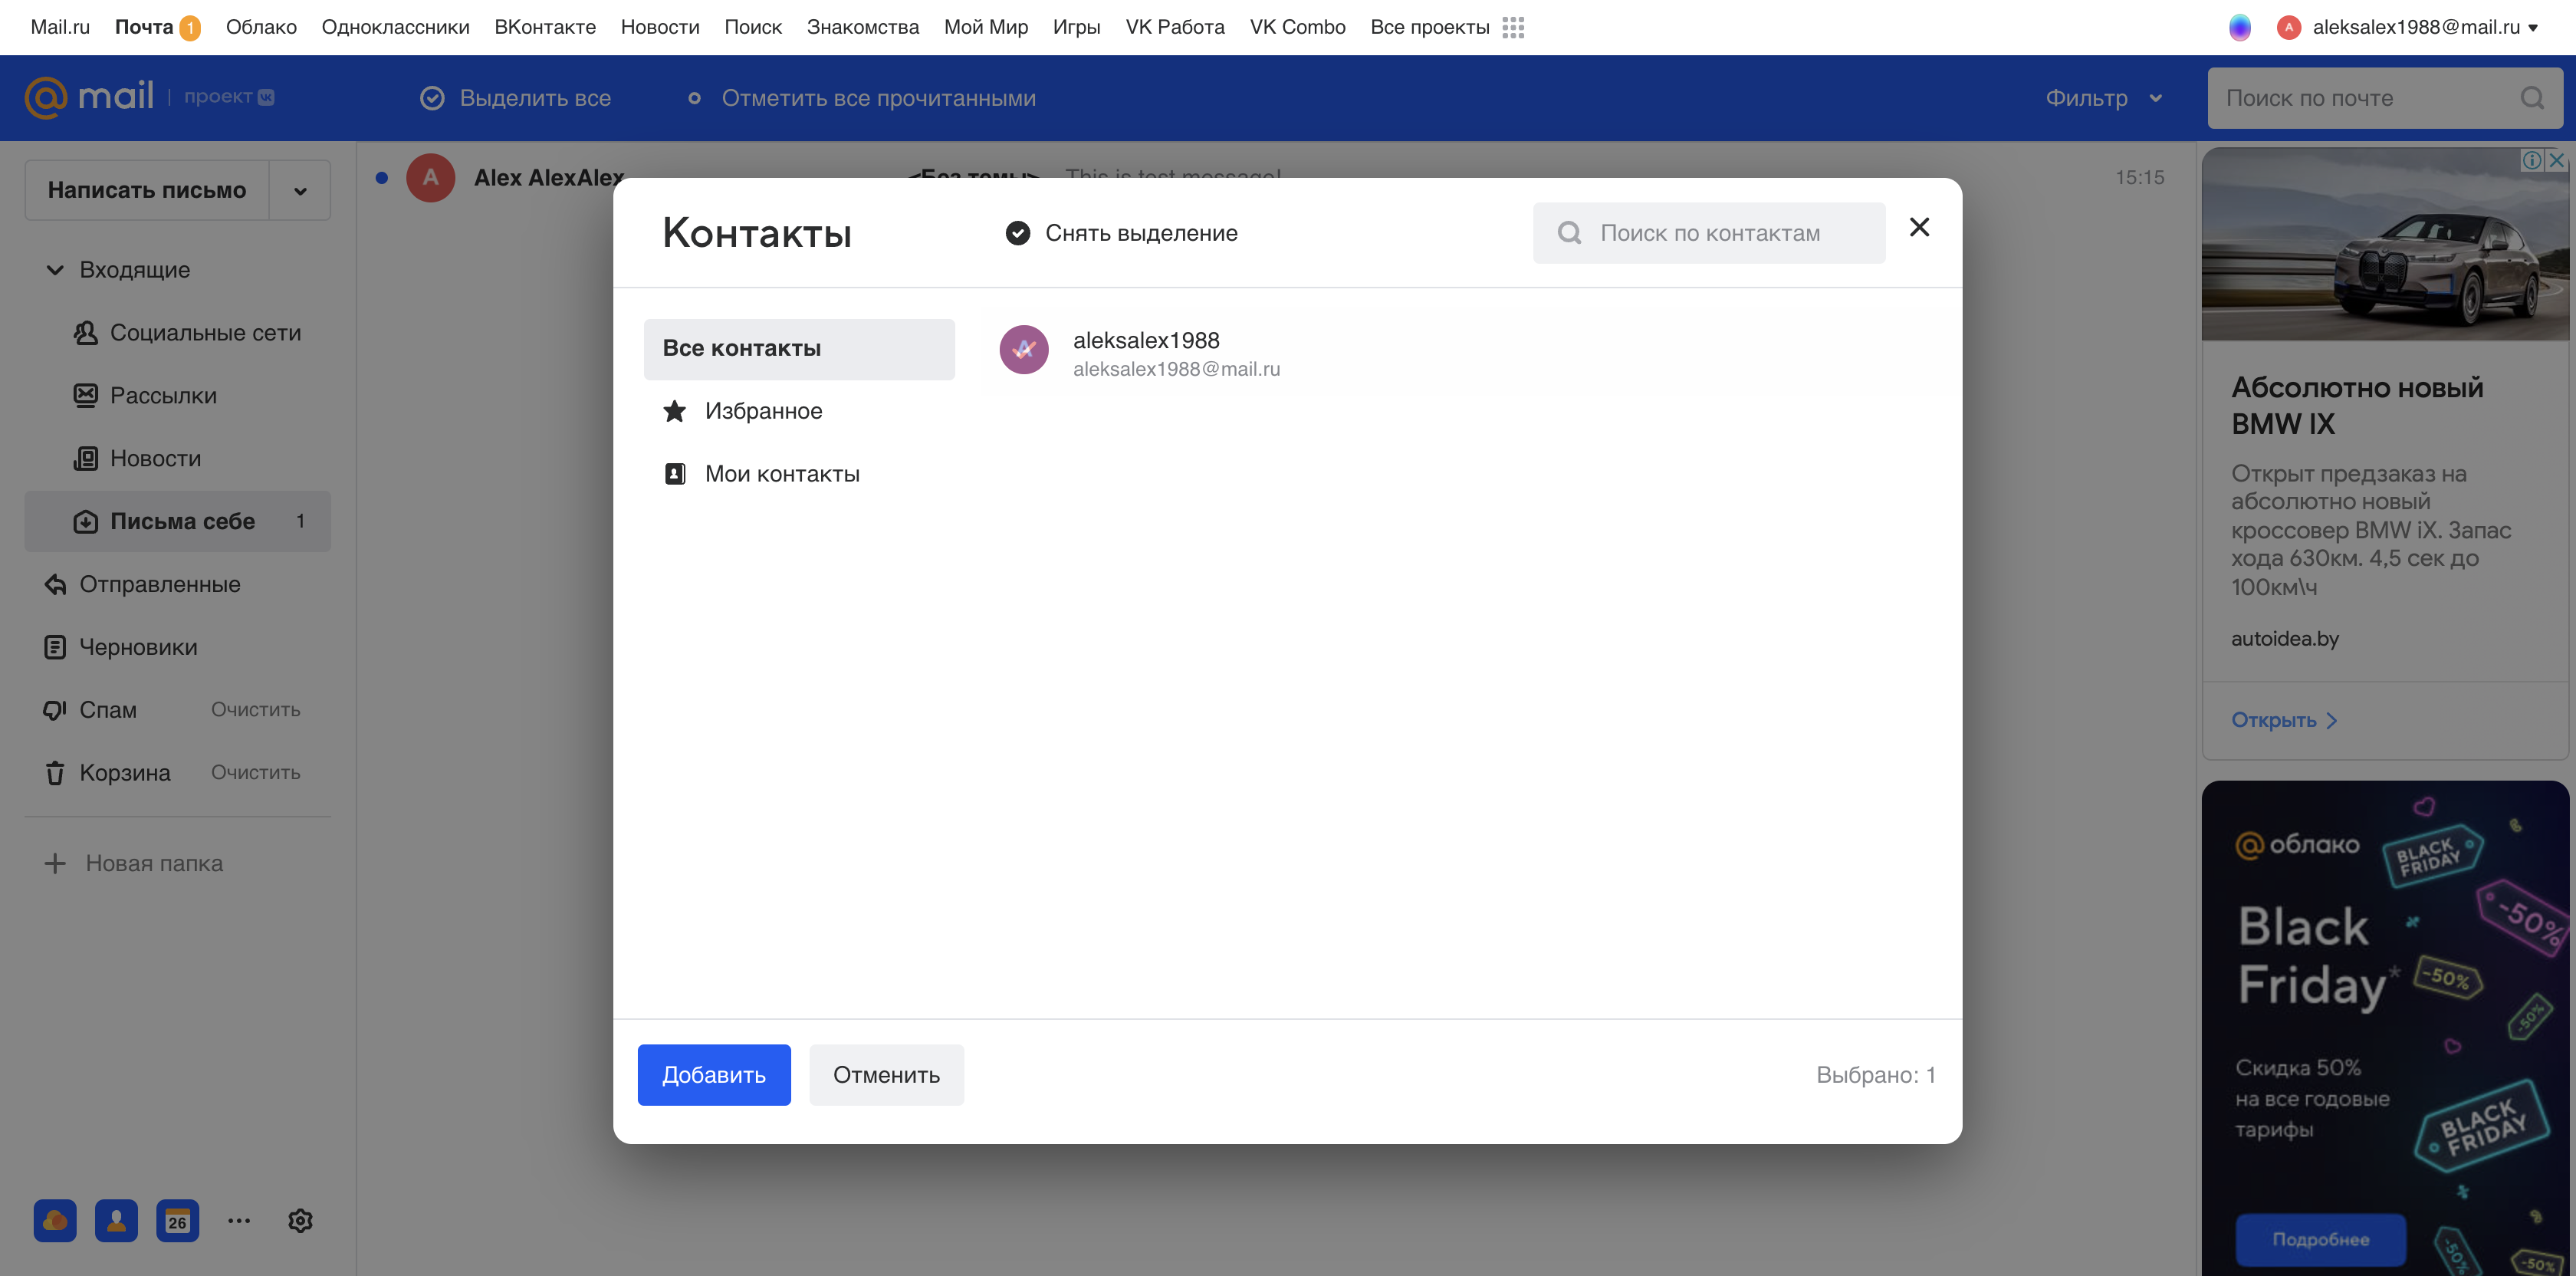 Mail.ru Почта 1 Облако Одноклассники ВКонтакте Новости Поиск Знакомства Мой Мир Игры VK Работа VK Combo Все проекты
A aleksalex1988@mail.ru
@mail проект
Выделить все
Отметить все прочитанными
Фильтр
Поиск по почте
Написать письмо
Входящие
Социальные сети
Рассылки
Новости
Письма себе 1
Отправленные
Черновики
Спам Очистить
Корзина Очистить
Новая папка
26
A Alex AlexAlex <Без темы> This is test message! 15:15
Контакты
Снять выделение
Поиск по контактам
Все контакты
Избранное
Мои контакты
aleksalex1988
aleksalex1988@mail.ru
Добавить
Отменить
Выбрано: 1
Абсолютно новый
BMW IX
Открыт предзаказ на
абсолютно новый
кроссовер BMW iX. Запас
хода 630км. 4,5 сек до
100км\ч
autoidea.by
Открыть
@облако
BLACK
FRIDAY
-50%
Black
Friday*
-50%
-50%
Скидка 50%
на все годовые
тарифы
BLACK
FRIDAY
Подробнее
-50%
-50%